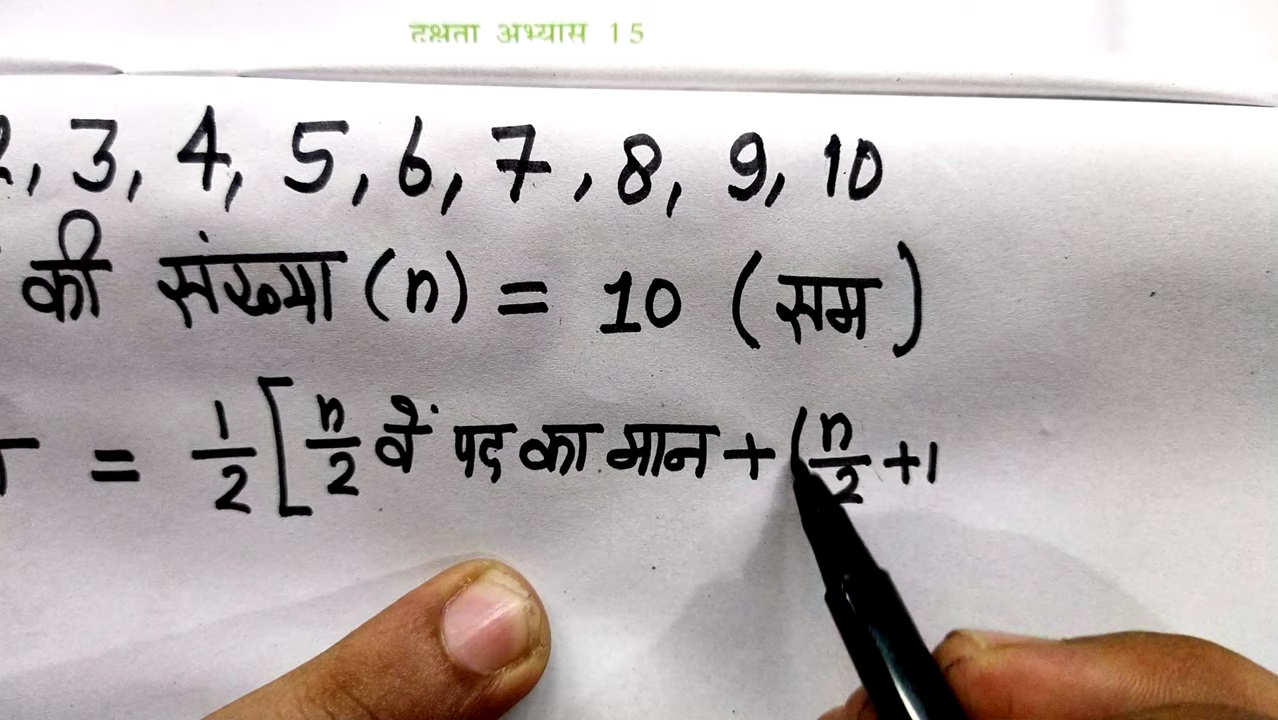 दक्षता अभ्यास 15
2, 3, 4, 5, 6, 7, 8, 9, 10
की संख्या (n) = 10 (सम)
= 1/2 [n/2 वें पद का मान + (n/2 + 1